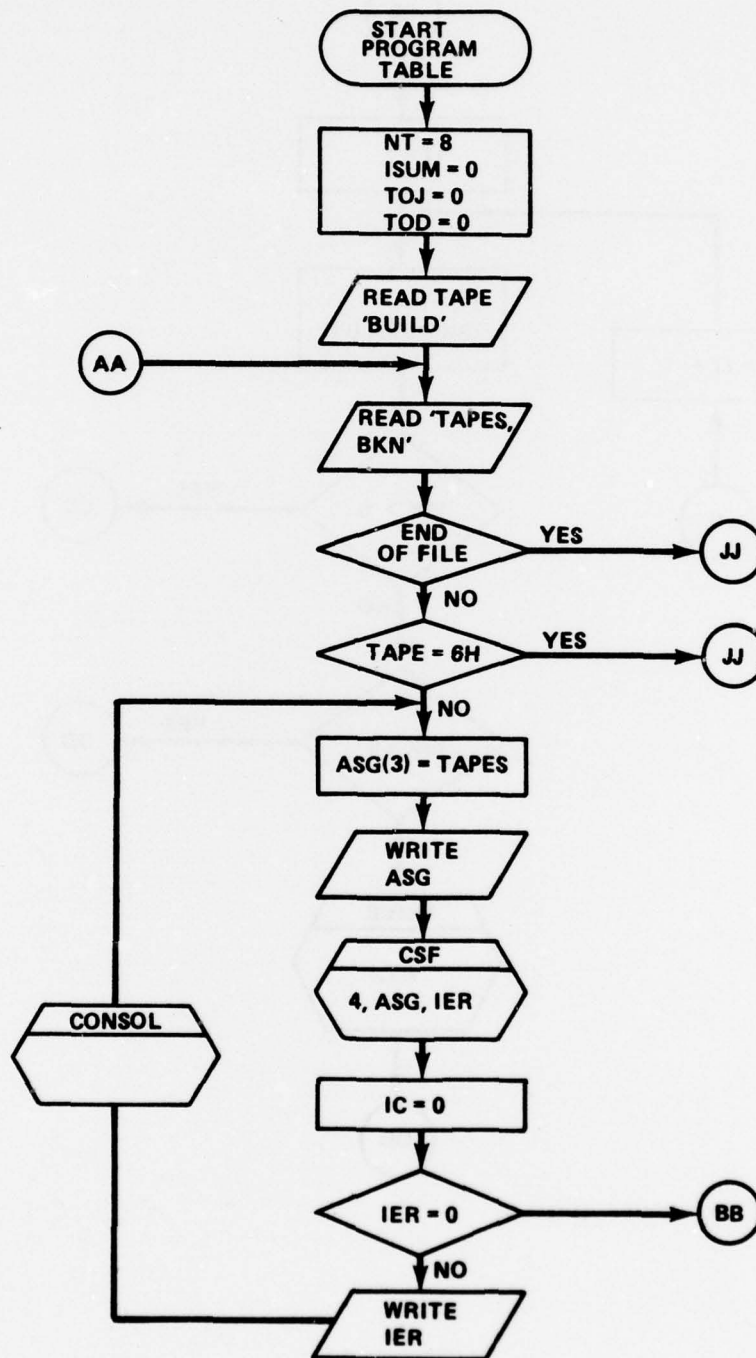 START
PROGRAM
TABLE
NT = 8
ISUM = 0
TOJ = 0
TOD = 0
READ TAPE
'BUILD'
AA
READ 'TAPES,
BKN'
END
OF FILE
YES
JJ
NO
TAPE = 6H
YES
JJ
NO
ASG(3) = TAPES
WRITE
ASG
CSF
4, ASG, IER
CONSOL
IC = 0
IER = 0
BB
NO
WRITE
IER